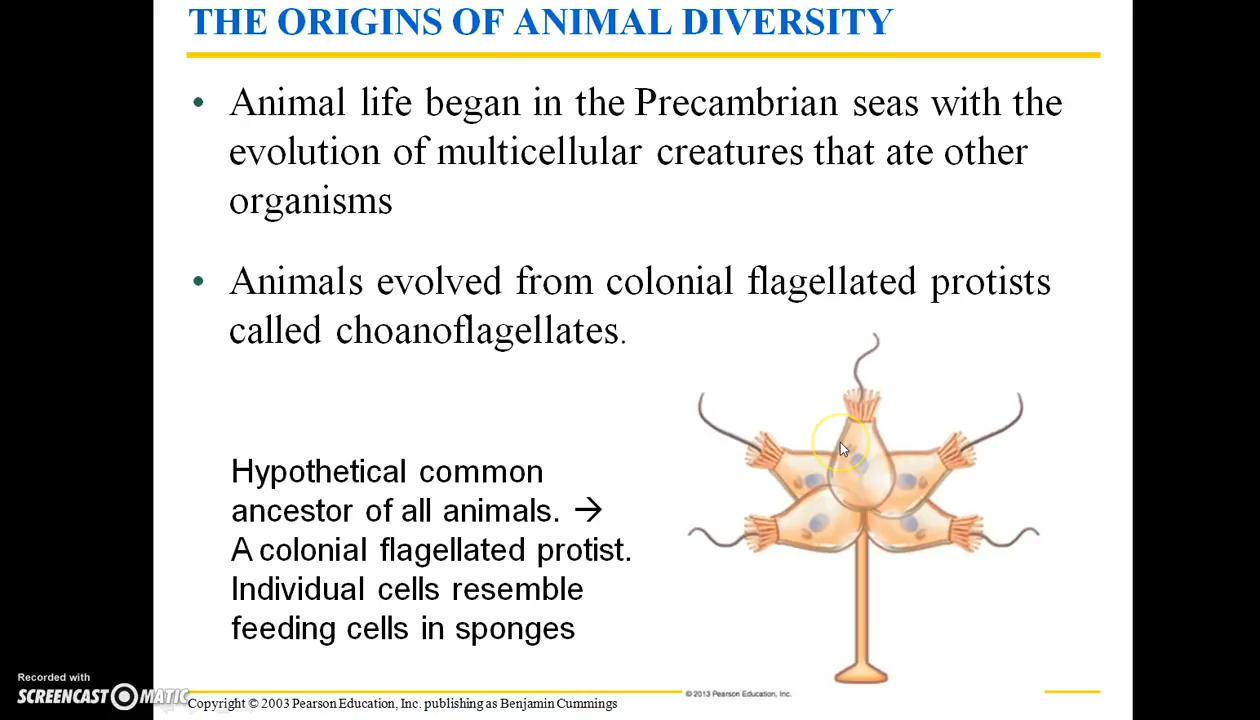 THE ORIGINS OF ANIMAL DIVERSITY
• Animal life began in the Precambrian seas with the
evolution of multicellular creatures that ate other
organisms
• Animals evolved from colonial flagellated protists
called choanoflagellates.
Hypothetical common
ancestor of all animals. →
A colonial flagellated protist.
Individual cells resemble
feeding cells in sponges
© 2013 Pearson Education, Inc.
Recorded with
SCREENCAST MATIC
Copyright © 2003 Pearson Education, Inc. publishing as Benjamin Cummings